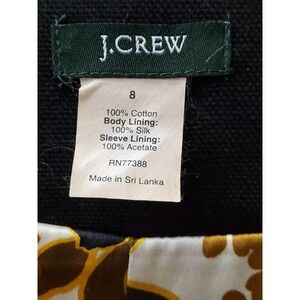 J.CREW
8
100% Cotton
Body Lining:
100% Silk
Sleeve Lining:
100% Acetate
RN77388
Made in Sri Lanka